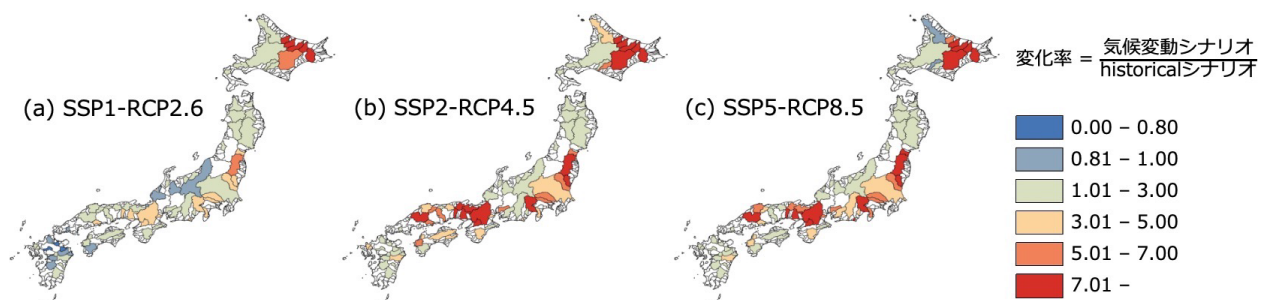 (a) SSP1-RCP2.6
(b) SSP2-RCP4.5
(c) SSP5-RCP8.5
変化率 = 気候変動シナリオ
historicalシナリオ
0.00 – 0.80
0.81 – 1.00
1.01 – 3.00
3.01 – 5.00
5.01 – 7.00
7.01 –